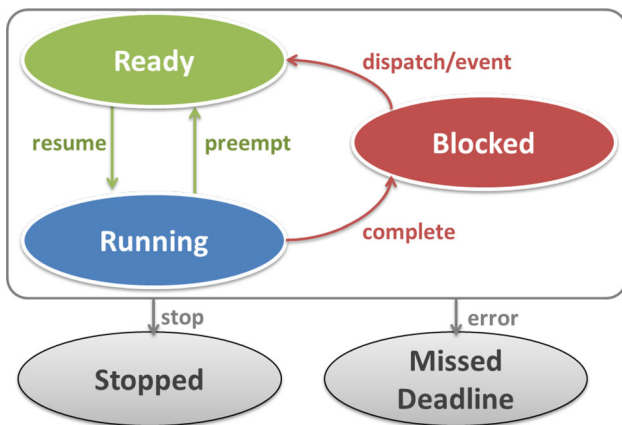 Ready
dispatch/event
resume
preempt
Blocked
Running
complete
stop
error
Stopped
Missed
Deadline